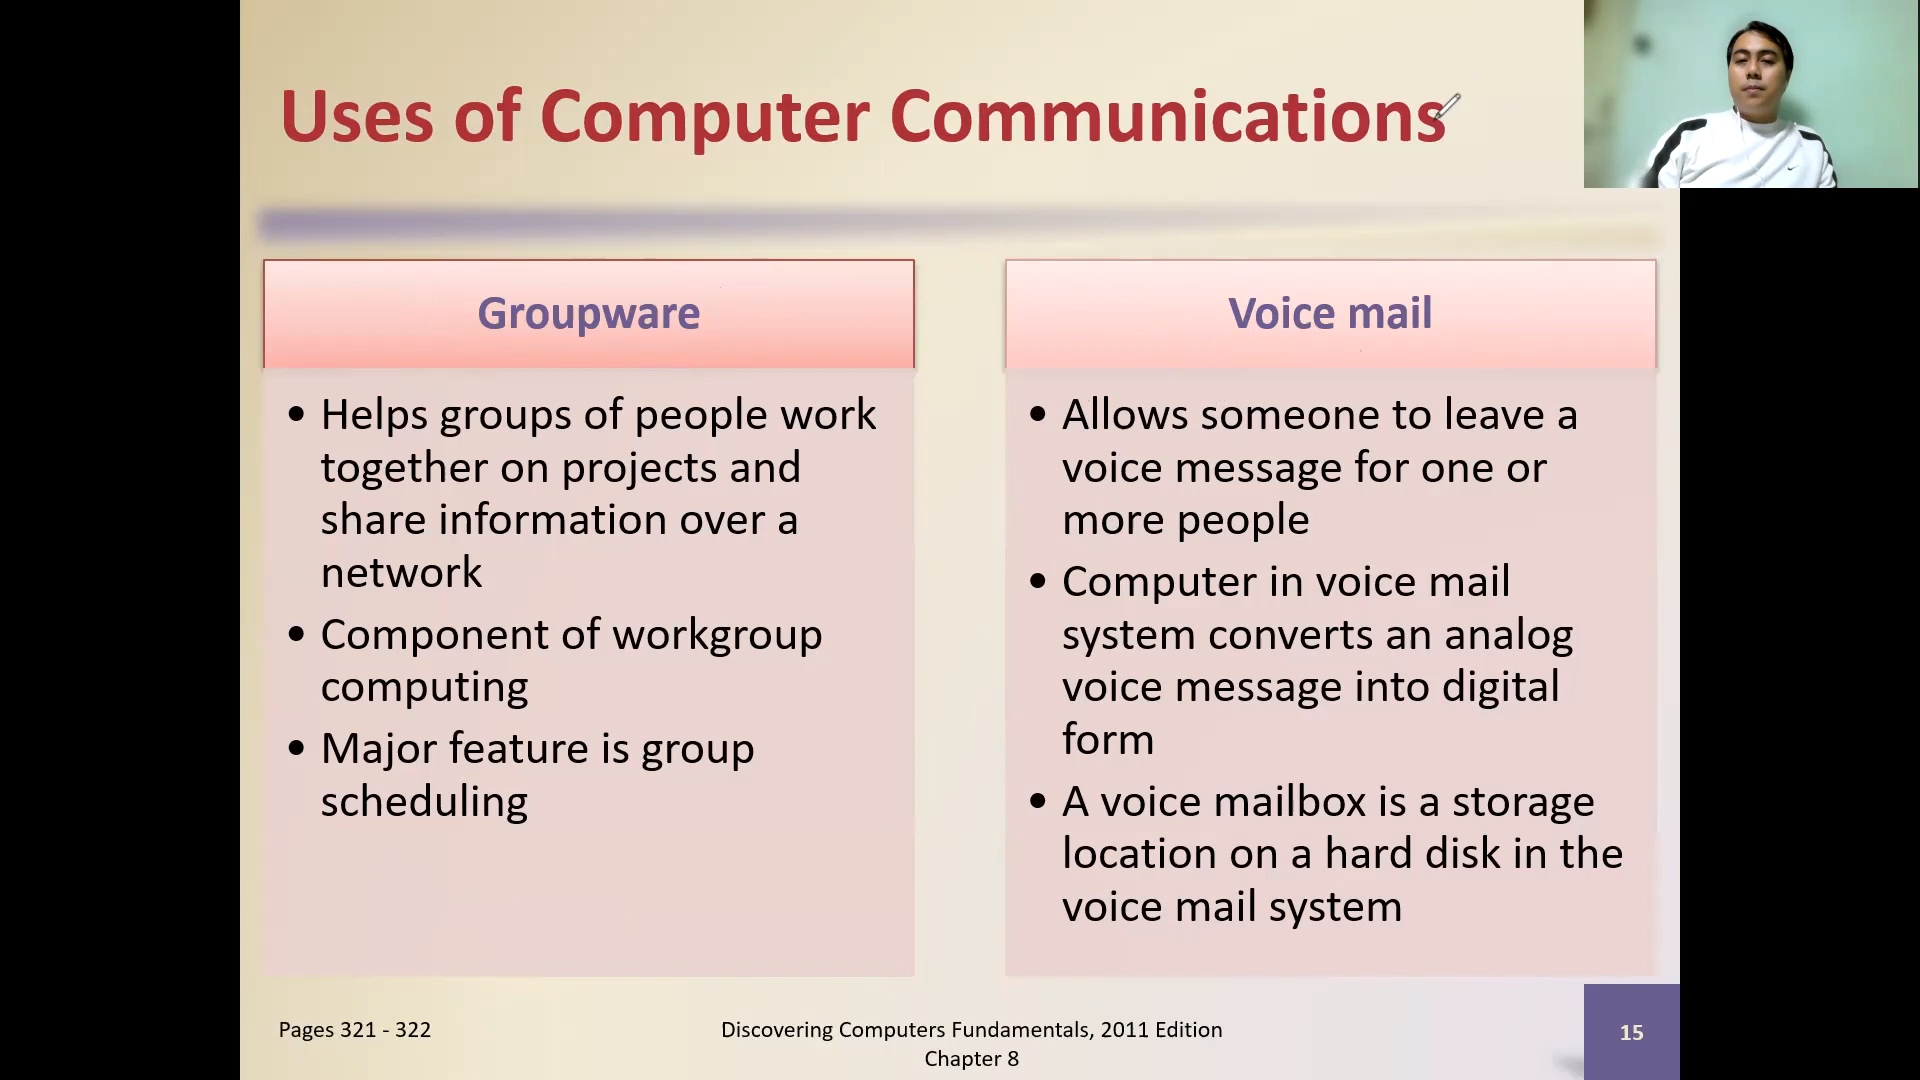 Uses of Computer Communications
Groupware
• Helps groups of people work
together on projects and
share information over a
network
• Component of workgroup
computing
• Major feature is group
scheduling
Voice mail
• Allows someone to leave a
voice message for one or
more people
• Computer in voice mail
system converts an analog
voice message into digital
form
• A voice mailbox is a storage
location on a hard disk in the
voice mail system
Pages 321 - 322
Discovering Computers Fundamentals, 2011 Edition
Chapter 8
15